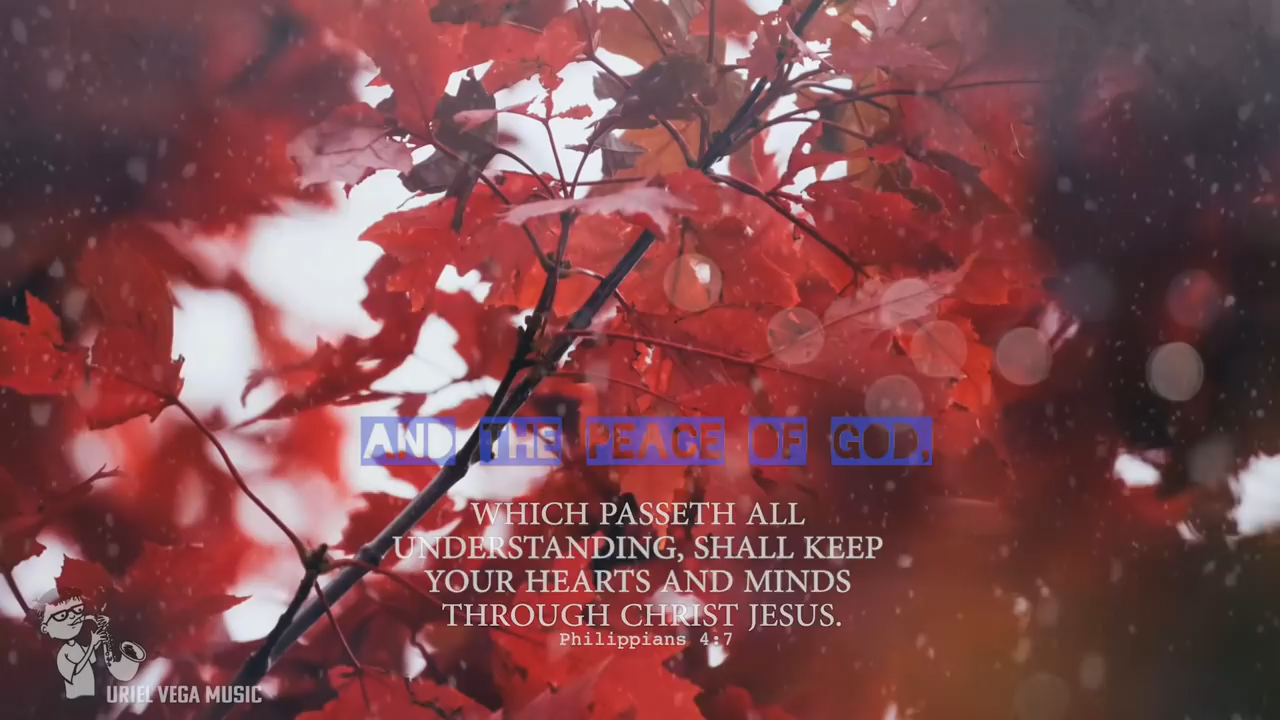 AND THE PEACE OF GOD,
WHICH PASSETH ALL
UNDERSTANDING, SHALL KEEP
YOUR HEARTS AND MINDS
THROUGH CHRIST JESUS.
Philippians 4:7
URIEL VEGA MUSIC